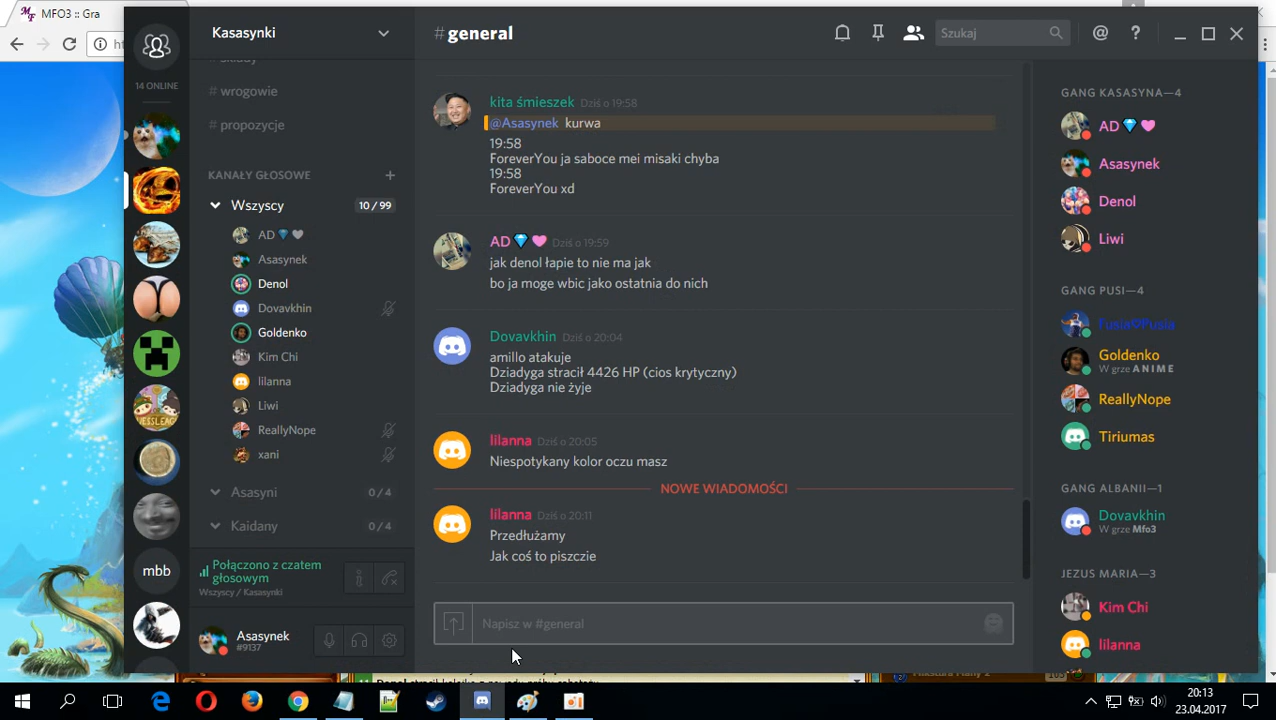 MFO3 :: Gra
14 ONLINE
mbb
Kasasynki
# wrogowie
# propozycje
KANAŁY GŁOSOWE
Wszyscy 10 / 99
AD💎🖤
Asasynek
Denol
Dovavkhin
Goldenko
Kim Chi
lilanna
Liwi
ReallyNope
xani
Asasyni 0 / 4
Kaidany 0 / 4
Połączono z czatem
głosowym
Wszyscy / Kasasynki
Asasynek
#9137
#general
Szukaj
kita śmieszek Dziś o 19:58
@Asasynek kurwa
19:58
ForeverYou ja saboce mei misaki chyba
19:58
ForeverYou xd
AD💎💗 Dziś o 19:59
jak denol łapie to nie ma jak
bo ja moge wbic jako ostatnia do nich
Dovavkhin Dziś o 20:04
amillo atakuje
Dziadyga stracił 4426 HP (cios krytyczny)
Dziadyga nie żyje
lilanna Dziś o 20:05
Niespotykany kolor oczu masz
NOWE WIADOMOŚCI
lilanna Dziś o 20:11
Przedłużamy
Jak coś to piszczie
Napisz w #general
GANG KASASYNA—4
AD💎💗
Asasynek
Denol
Liwi
GANG PUSI—4
Fusia♡Pusia
Goldenko
W grze ANIME
ReallyNope
Tiriumas
GANG ALBANII—1
Dovavkhin
W grze Mfo3
JEZUS MARIA—3
Kim Chi
lilanna
20:13
23.04.2017